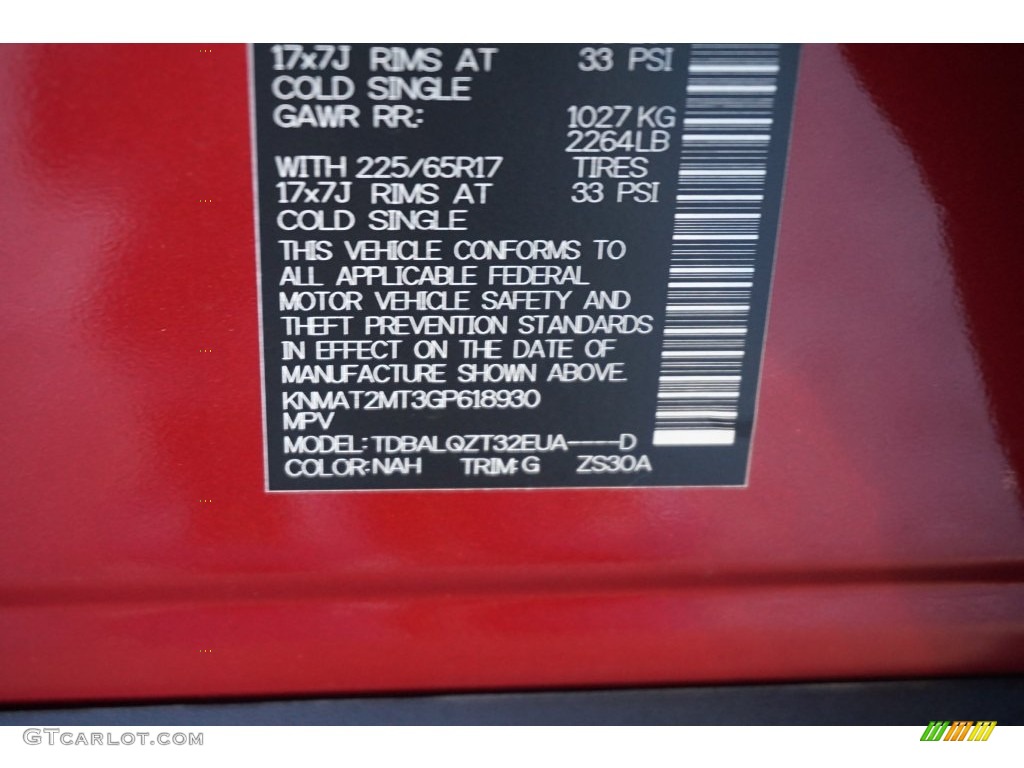 17x7J RIMS AT 33 PSI
COLD SINGLE
GAWR RR.: 1027 KG
2264LB
WITH 225/65R17 TIRES
17x7J RIMS AT 33 PSI
COLD SINGLE
THIS VEHICLE CONFORMS TO
ALL APPLICABLE FEDERAL
MOTOR VEHICLE SAFETY AND
THEFT PREVENTION STANDARDS
IN EFFECT ON THE DATE OF
MANUFACTURE SHOWN ABOVE.
KNMAT2MT3GP618930
MPV
MODEL:TDBALQZT32EUA----D
COLOR:NAH TRIM:G ZS30A
GTCARLOT.COM